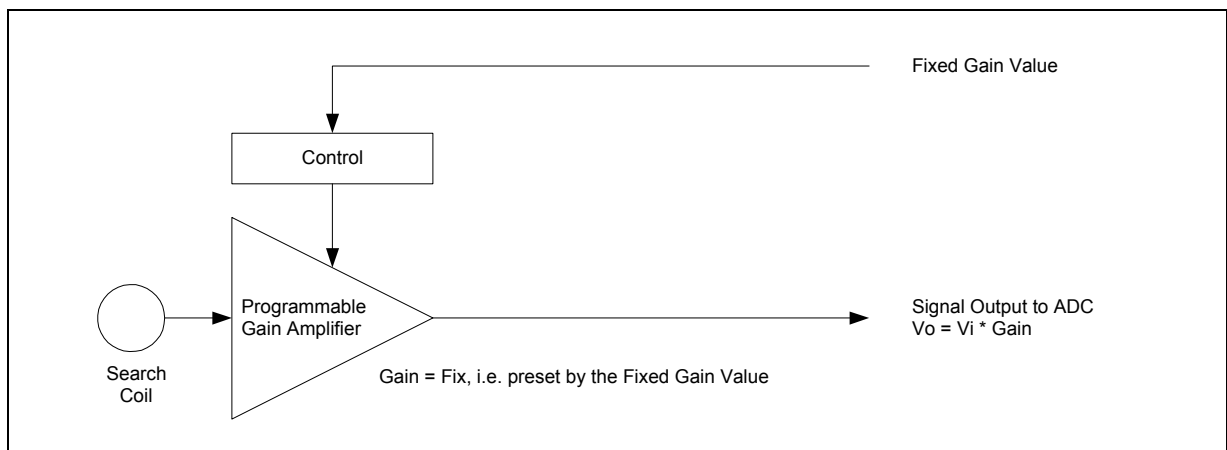 Fixed Gain Value
Control
Programmable
Gain Amplifier
Signal Output to ADC
Vo = Vi * Gain
Search
Coil
Gain = Fix, i.e. preset by the Fixed Gain Value